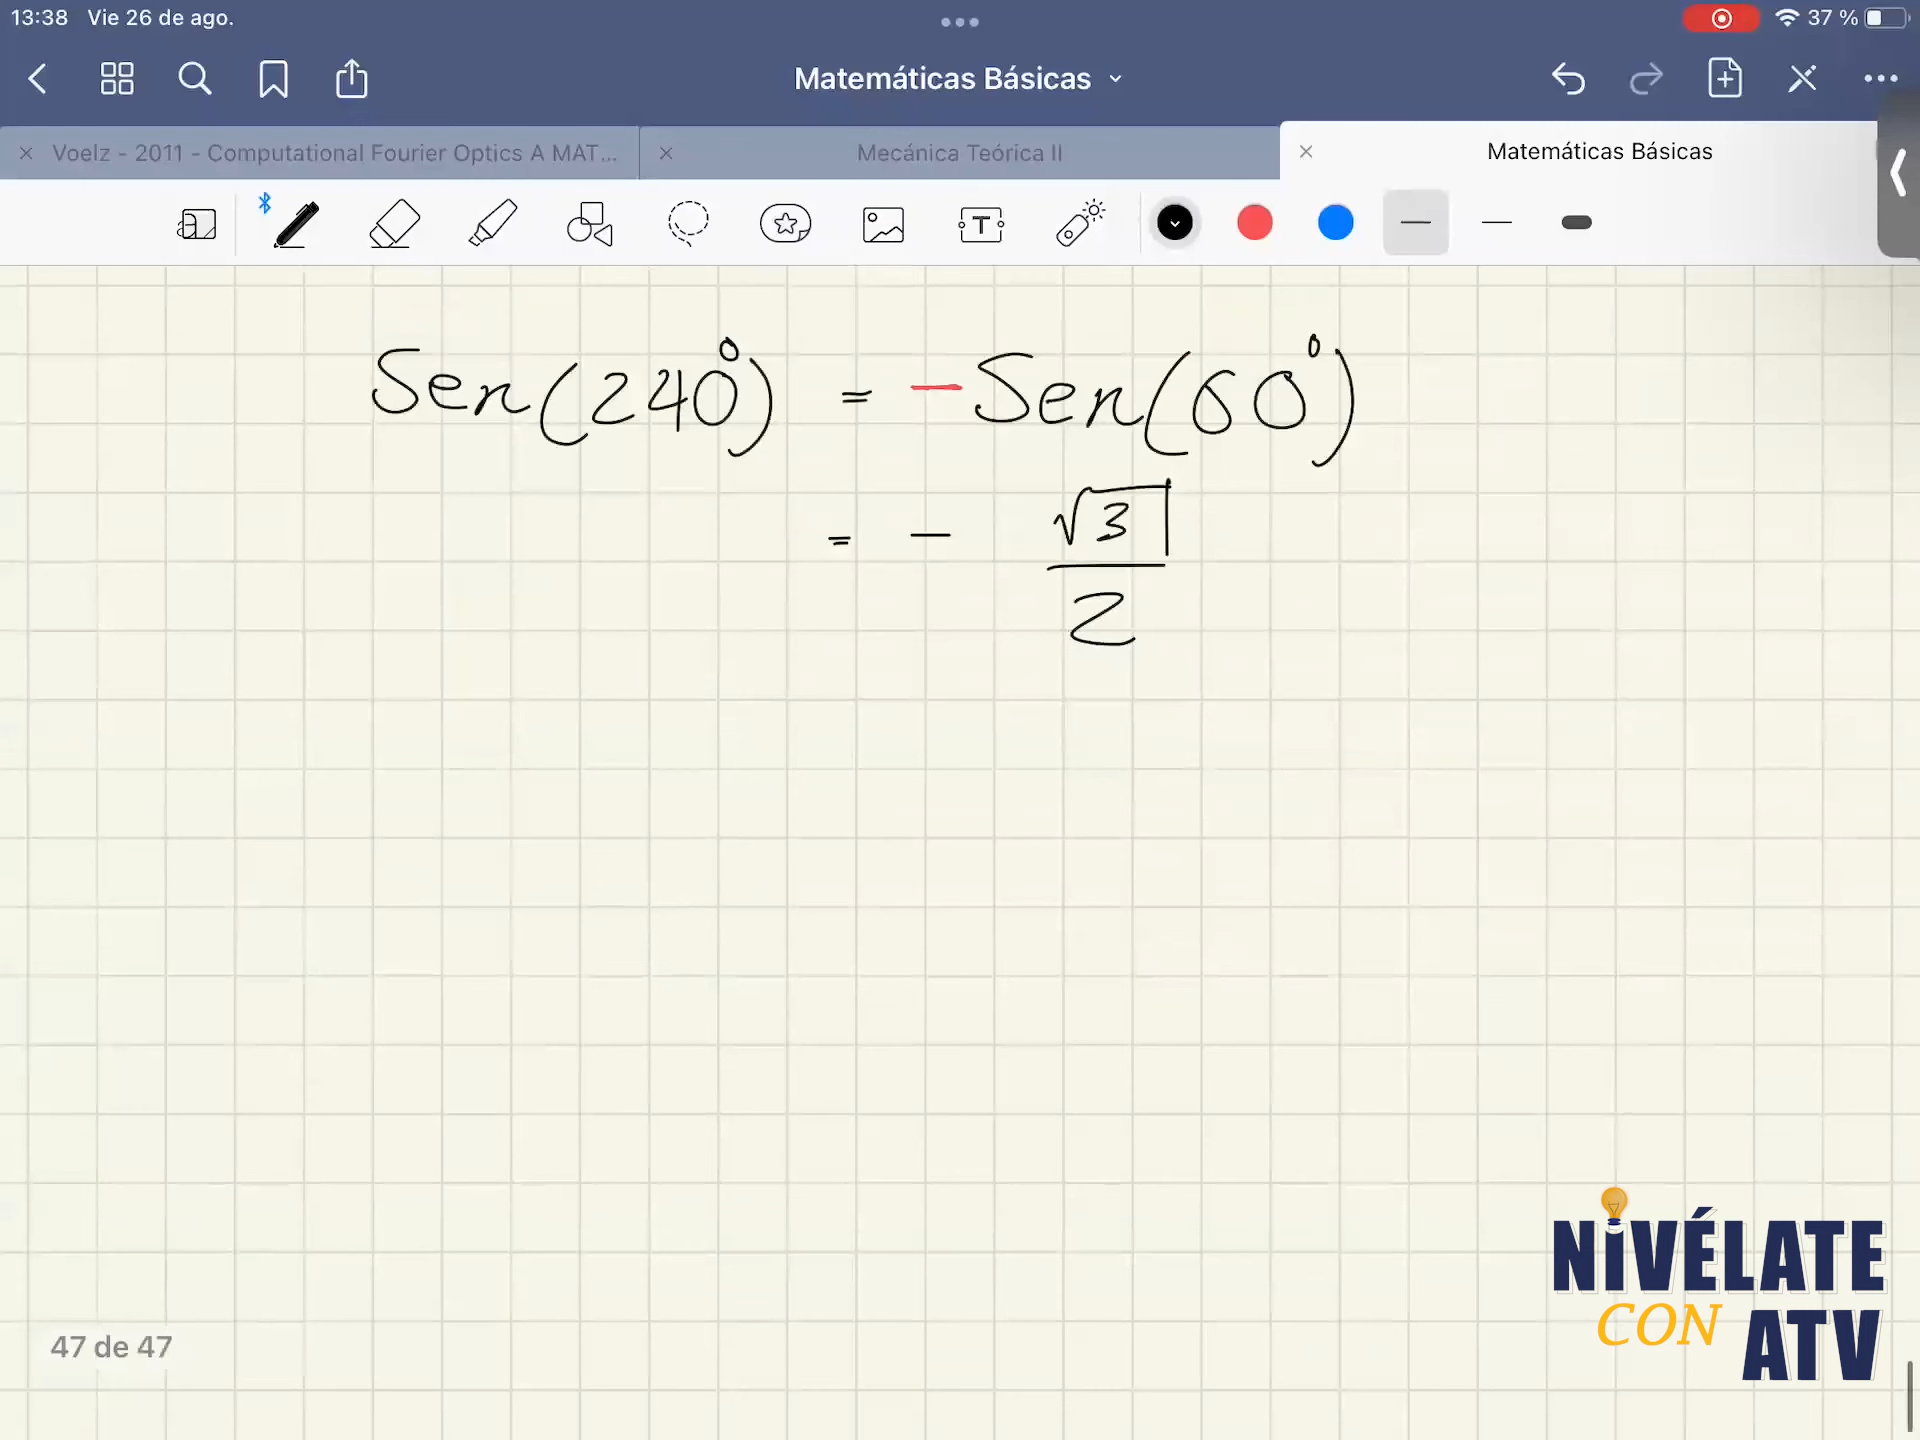 13:38 Vie 26 de ago.
37 %
Matemáticas Básicas
Voelz - 2011 - Computational Fourier Optics A MAT...
Mecánica Teórica II
Matemáticas Básicas
Sen(240°) = -Sen(60°)
= - √3
2
47 de 47
NIVÉLATE
CON
ATV